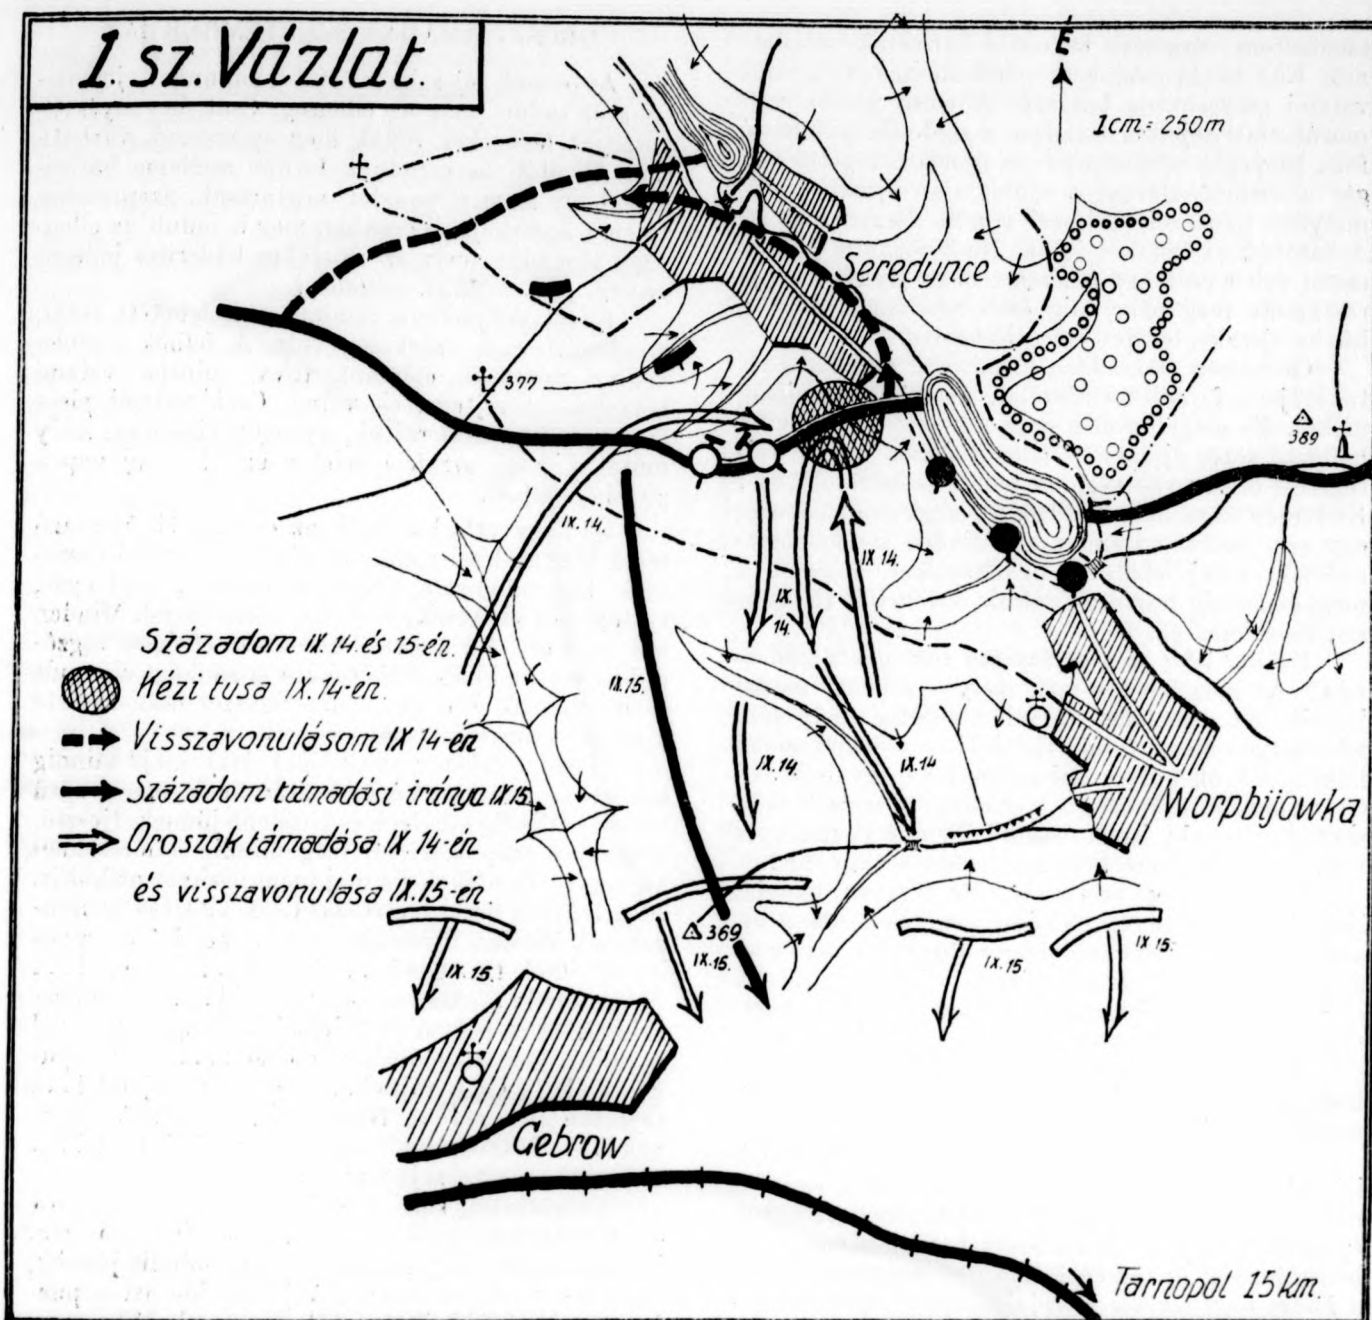 1 sz Vázlat
É
1cm = 250m.
Seredynce
377
389
IX. 14.
IX. 14.
IX. 14.
Századom IX. 14. és 15-én.
Kézi tusa IX. 14-én.
Visszavonulásom IX 14-én
Századom támadási iránya IX.15.
Oroszok támadása IX. 14-én
és visszavonulása IX. 15-én
IX. 15.
IX. 14.
IX. 14
Worpbijowka
369
IX. 15.
IX. 15.
IX. 15.
IX 15.
Cebrow
Tarnopol 15 km.